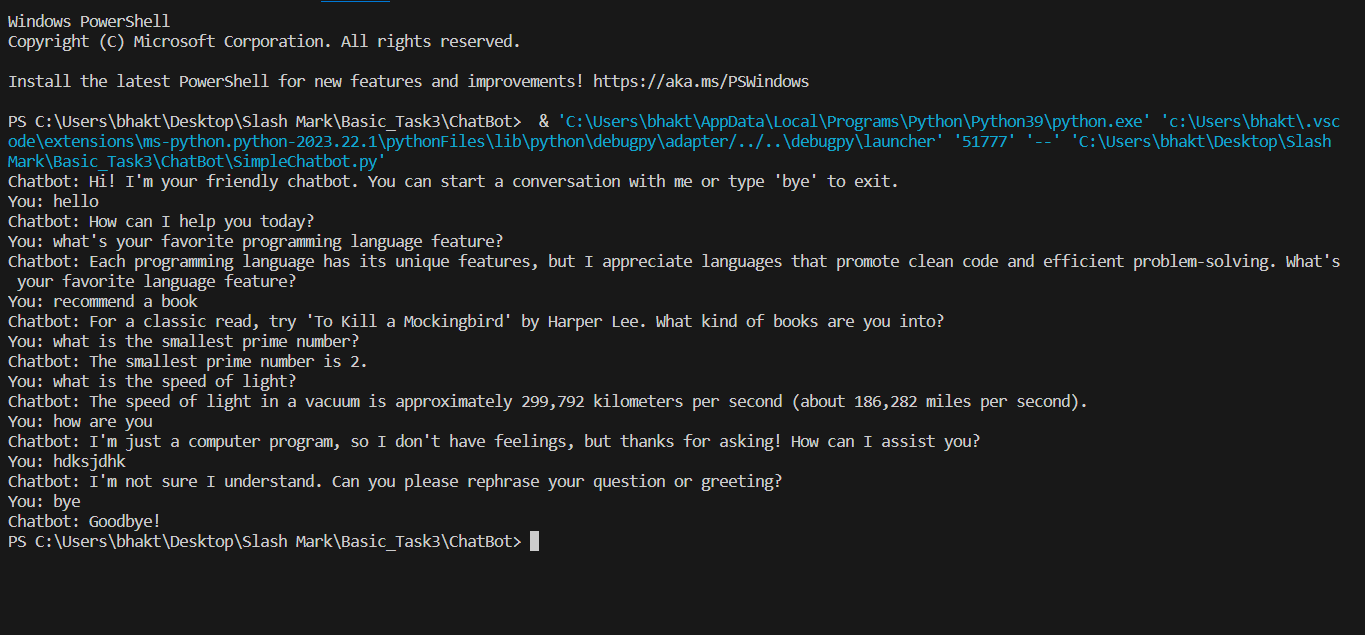 Windows PowerShell
Copyright (C) Microsoft Corporation. All rights reserved.
Install the latest PowerShell for new features and improvements! https://aka.ms/PSWindows
PS C:\Users\bhakt\Desktop\Slash Mark\Basic_Task3\ChatBot>  & 'C:\Users\bhakt\AppData\Local\Programs\Python\Python39\python.exe' 'c:\Users\bhakt\.vsc
ode\extensions\ms-python.python-2023.22.1\pythonFiles\lib\python\debugpy\adapter/../..\debugpy\launcher' '51777' '--' 'C:\Users\bhakt\Desktop\Slash
Mark\Basic_Task3\ChatBot\SimpleChatbot.py'
Chatbot: Hi! I'm your friendly chatbot. You can start a conversation with me or type 'bye' to exit.
You: hello
Chatbot: How can I help you today?
You: what's your favorite programming language feature?
Chatbot: Each programming language has its unique features, but I appreciate languages that promote clean code and efficient problem-solving. What's
 your favorite language feature?
You: recommend a book
Chatbot: For a classic read, try 'To Kill a Mockingbird' by Harper Lee. What kind of books are you into?
You: what is the smallest prime number?
Chatbot: The smallest prime number is 2.
You: what is the speed of light?
Chatbot: The speed of light in a vacuum is approximately 299,792 kilometers per second (about 186,282 miles per second).
You: how are you
Chatbot: I'm just a computer program, so I don't have feelings, but thanks for asking! How can I assist you?
You: hdksjdhk
Chatbot: I'm not sure I understand. Can you please rephrase your question or greeting?
You: bye
Chatbot: Goodbye!
PS C:\Users\bhakt\Desktop\Slash Mark\Basic_Task3\ChatBot>